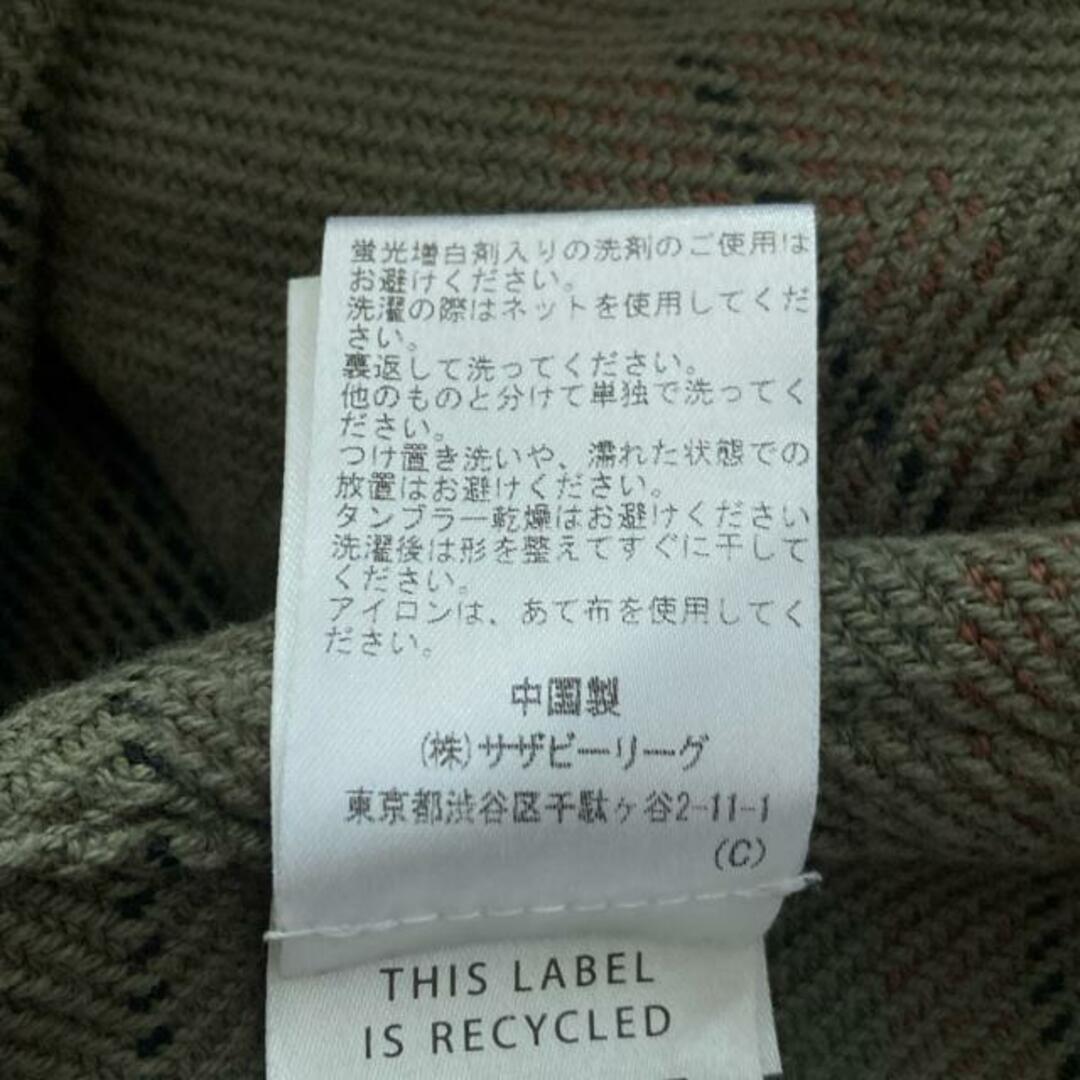 蛍光増白剤入りの洗剤のご使用は
お避けください。
洗濯の際はネットを使用してくだ
さい。
裏返して洗ってください。
他のものと分けて単独で洗ってく
ださい。
つけ置き洗いや、濡れた状態での
放置はお避けください。
タンブラー乾燥はお避けください
洗濯後は形を整えてすぐに干して
ください。
アイロンは、あて布を使用してく
ださい。
中国製
(株)サザビーリーグ
東京都渋谷区千駄ヶ谷2-11-1
(C)
THIS LABEL
IS RECYCLED